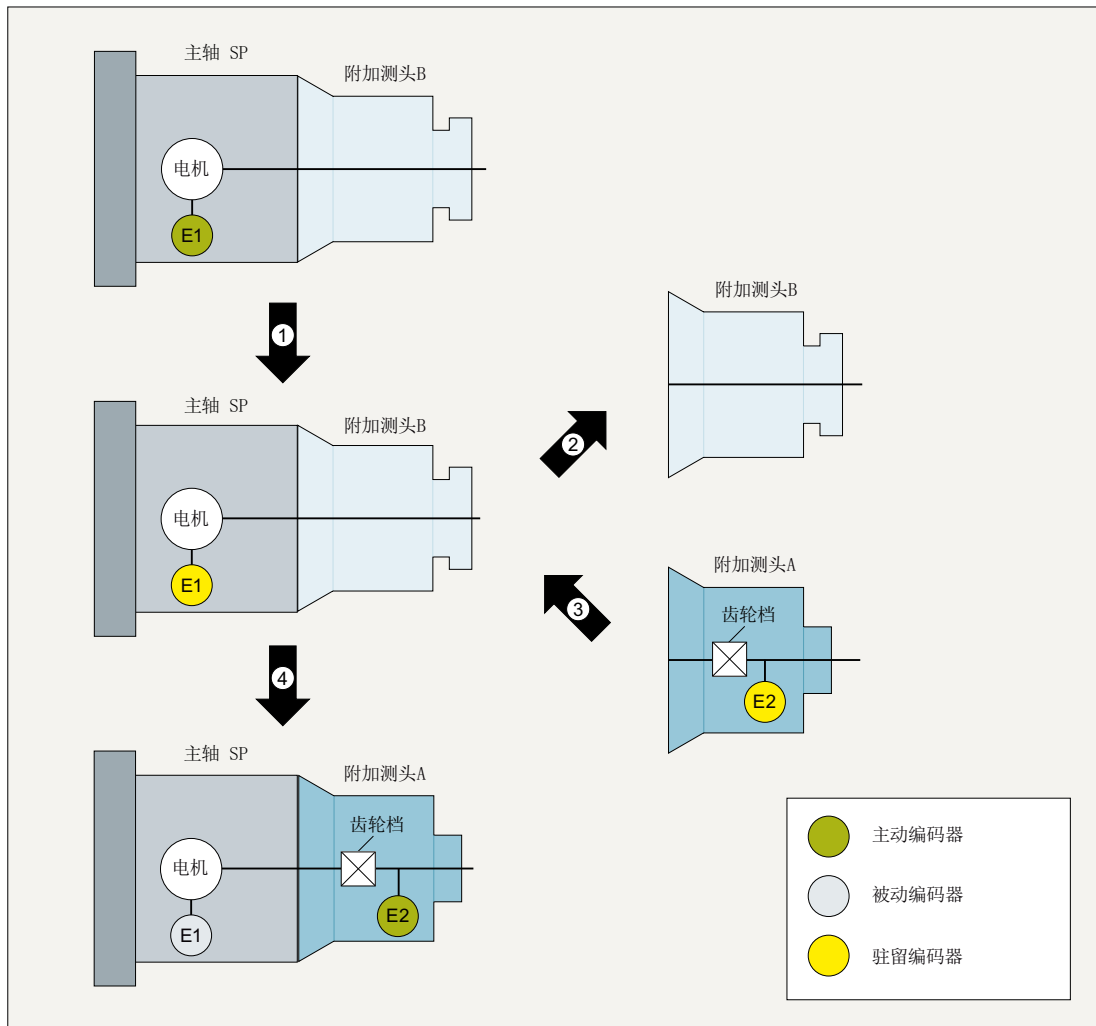 主轴 SP
附加测头B
电机
E1
1
附加测头B
主轴 SP
附加测头B
2
电机
E1
附加测头A
3
齿轮档
E2
4
主轴 SP
附加测头A
齿轮档
电机
E2
E1
主动编码器
被动编码器
驻留编码器